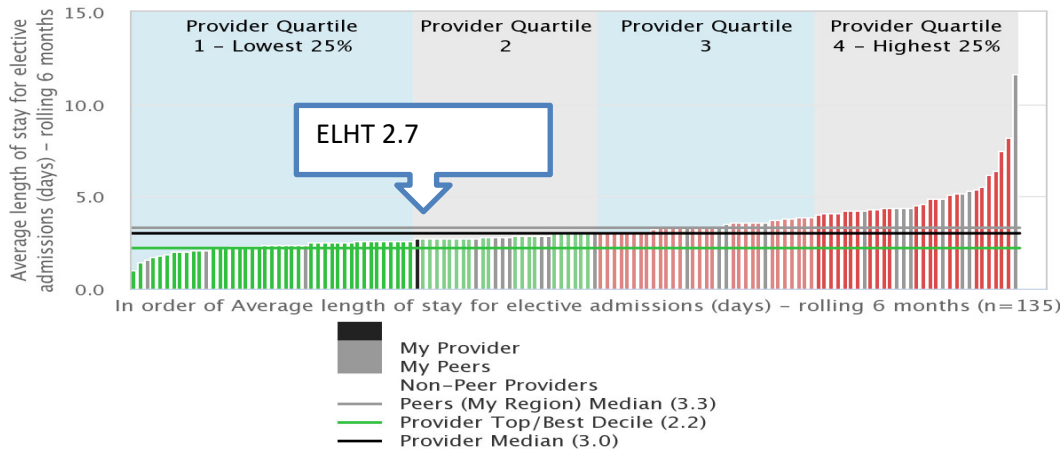 Average length of stay for elective
admissions (days) – rolling 6 months
15.0
10.0
5.0
0.0
Provider Quartile
1 – Lowest 25%
Provider Quartile
2
Provider Quartile
3
Provider Quartile
4 – Highest 25%
ELHT 2.7
In order of Average length of stay for elective admissions (days) – rolling 6 months (n=135)
My Provider
My Peers
Non-Peer Providers
Peers (My Region) Median (3.3)
Provider Top/Best Decile (2.2)
Provider Median (3.0)